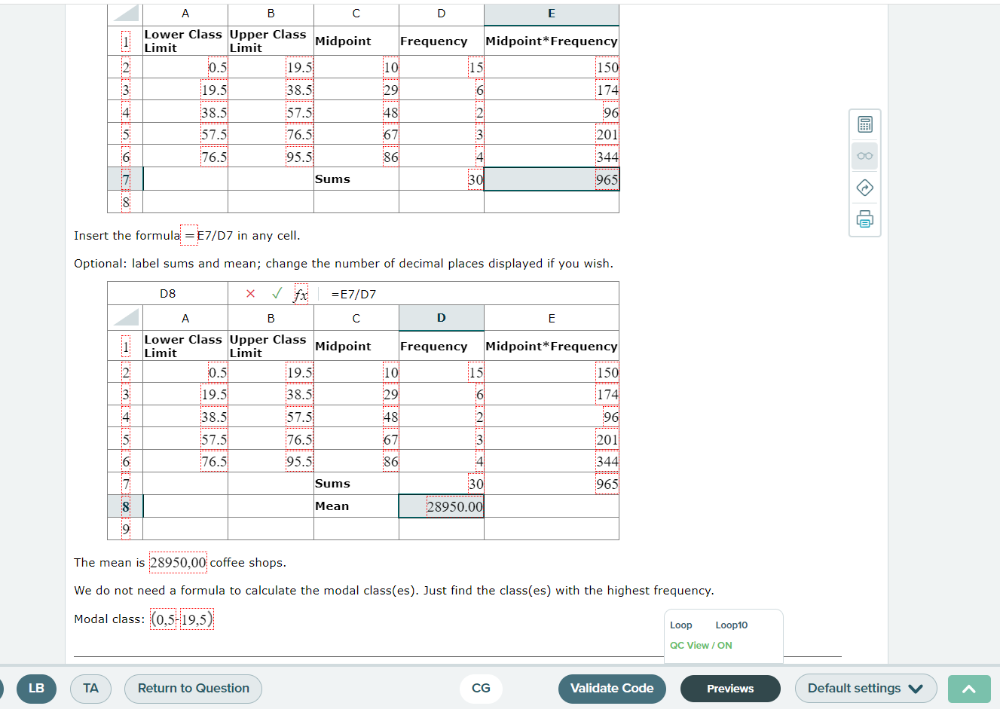 A B C D E
1 Lower Class Limit Upper Class Limit Midpoint Frequency Midpoint*Frequency
2 0.5 19.5 10 15 150
3 19.5 38.5 29 6 174
4 38.5 57.5 48 2 96
5 57.5 76.5 67 3 201
6 76.5 95.5 86 4 344
7 Sums 30 965
8
Insert the formula =E7/D7 in any cell.
Optional: label sums and mean; change the number of decimal places displayed if you wish.
D8 × ✓ fx =E7/D7
A B C D E
1 Lower Class Limit Upper Class Limit Midpoint Frequency Midpoint*Frequency
2 0.5 19.5 10 15 150
3 19.5 38.5 29 6 174
4 38.5 57.5 48 2 96
5 57.5 76.5 67 3 201
6 76.5 95.5 86 4 344
7 Sums 30 965
8 Mean 28950.00
9
The mean is 28950,00 coffee shops.
We do not need a formula to calculate the modal class(es). Just find the class(es) with the highest frequency.
Modal class: (0,5-19,5)
Loop Loop10
QC View / ON
LB TA Return to Question CG Validate Code Previews Default settings